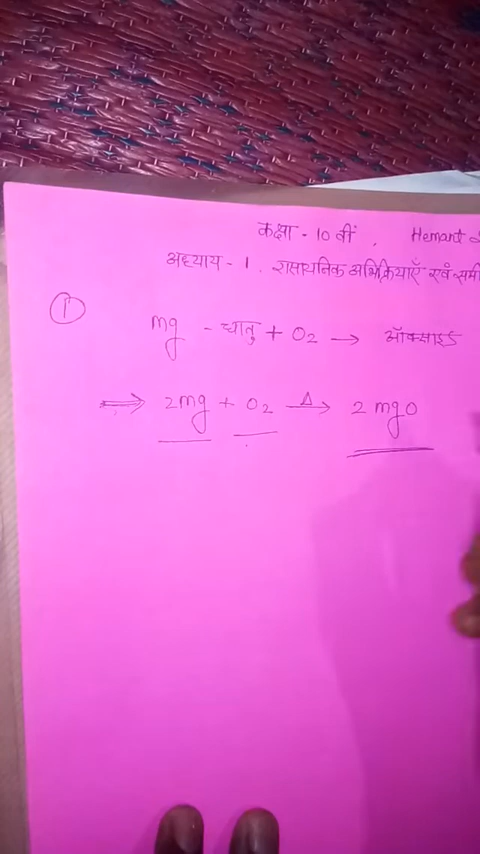 कक्षा - 10 वीं . Hemant
अध्याय - 1 . रासायनिक अभिक्रियाएँ एवं
1 mg - धातु + O2 → ऑक्साइड
⇒ 2mg + O2 Δ→ 2 mgO